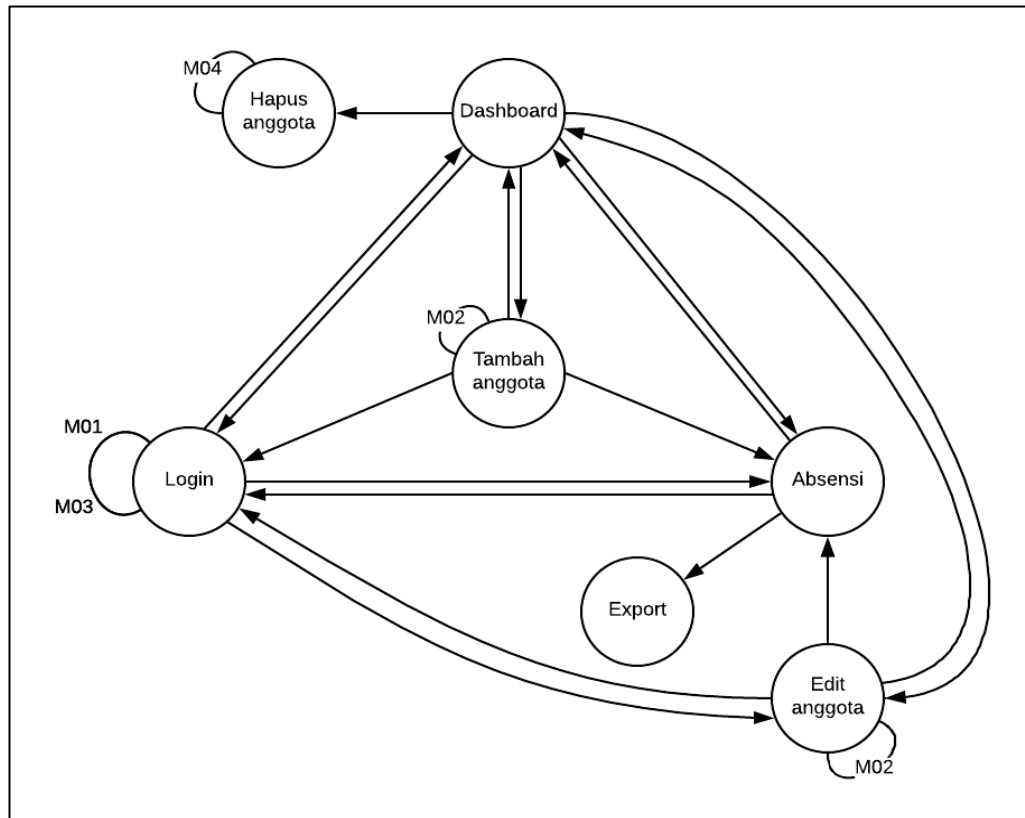 M04
Hapus
anggota
Dashboard
M02
Tambah
anggota
M01
Login
M03
Absensi
Export
Edit
anggota
M02